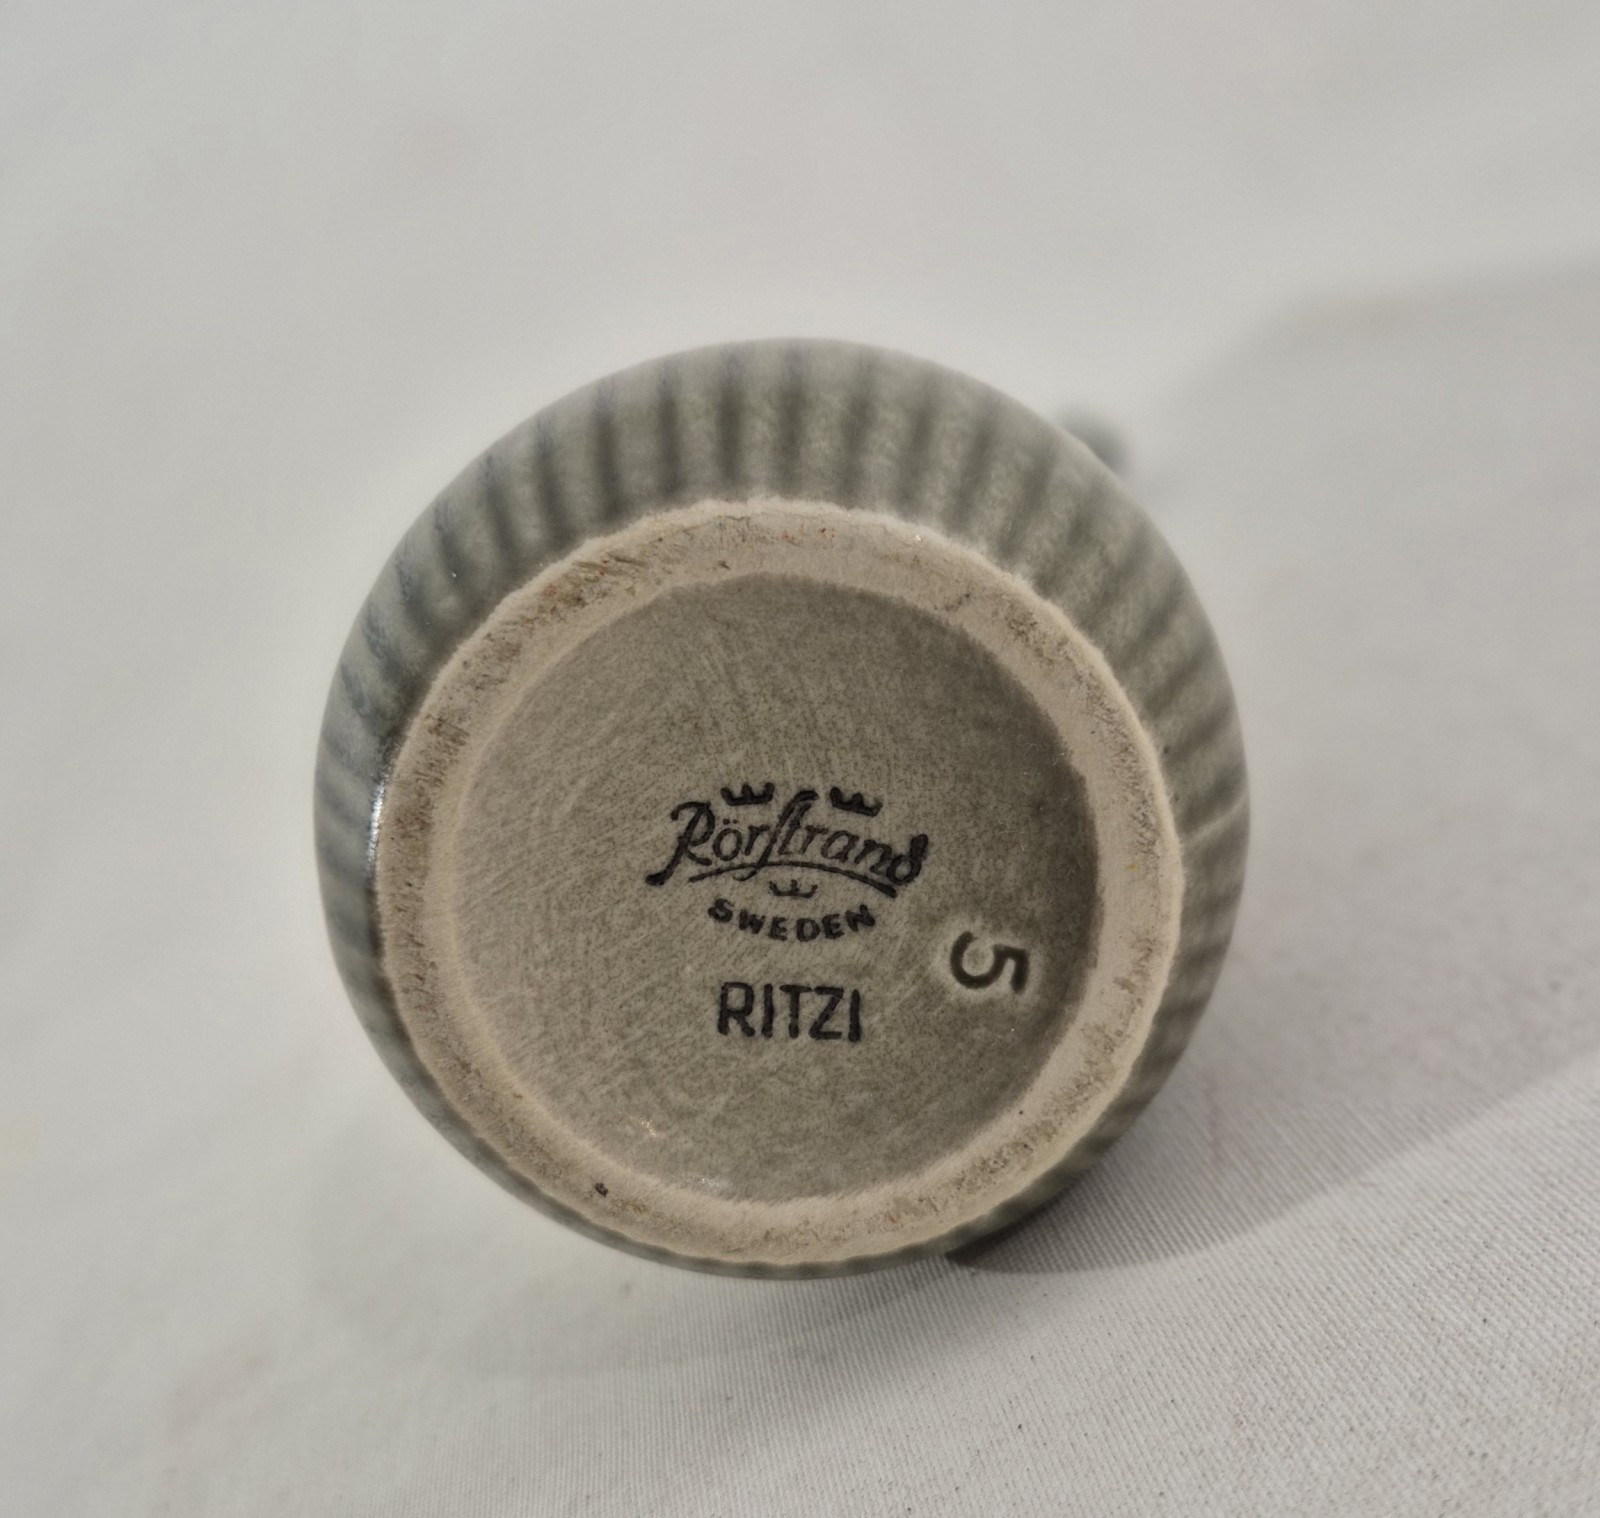 Rörstrand
SWEDEN
5
RITZI